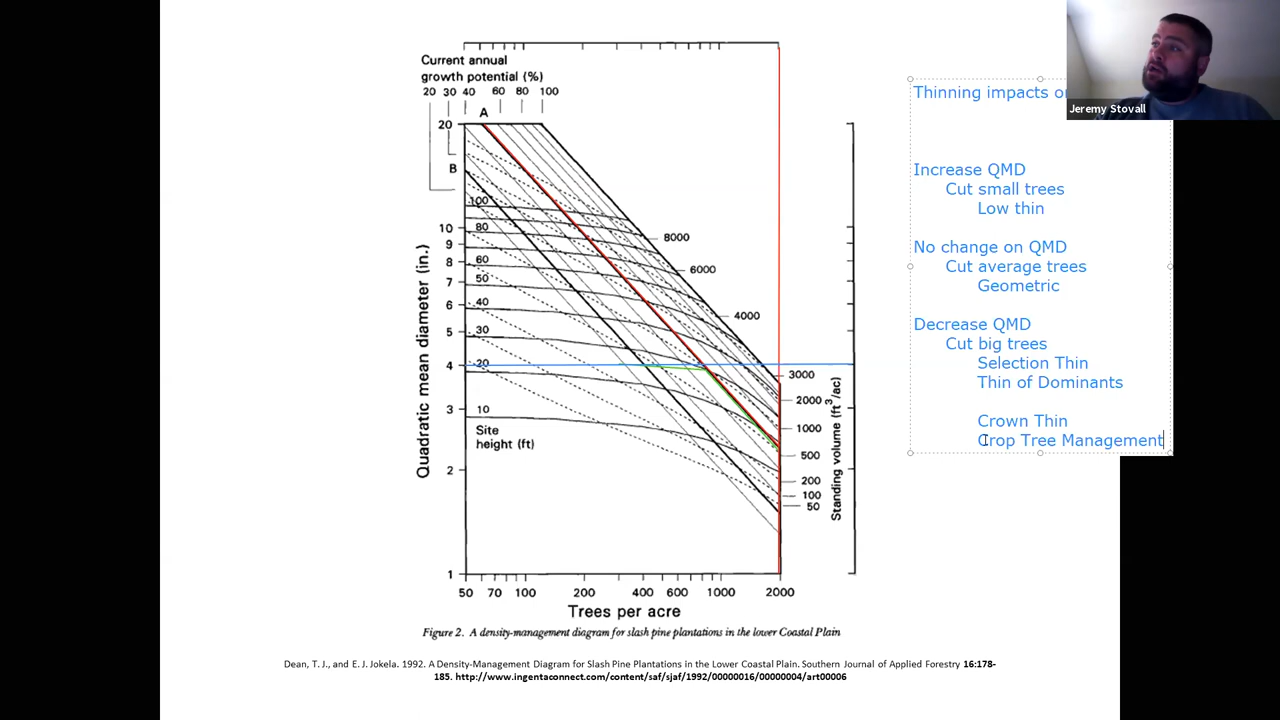 Current annual
growth potential (%)
20 30 40 60 80 100
A
20
B
100
10
80
9
8
60
7
50
6
40
5
30
4
20
3
10
Site
height (ft)
2
1
Quadratic mean diameter (in.)
8000
6000
4000
3000
2000
1000
500
200
100
50
Standing volume (ft³/ac)
50 70 100 200 400 600 1000 2000
Trees per acre
Figure 2. A density-management diagram for slash pine plantations in the lower Coastal Plain
Dean, T. J., and E. J. Jokela. 1992. A Density-Management Diagram for Slash Pine Plantations in the Lower Coastal Plain. Southern Journal of Applied Forestry 16:178-
185. http://www.ingentaconnect.com/content/saf/sjaf/1992/00000016/00000004/art00006
Thinning impacts
Increase QMD
Cut small trees
Low thin
No change on QMD
Cut average trees
Geometric
Decrease QMD
Cut big trees
Selection Thin
Thin of Dominants
Crown Thin
Crop Tree Management
Jeremy Stovall